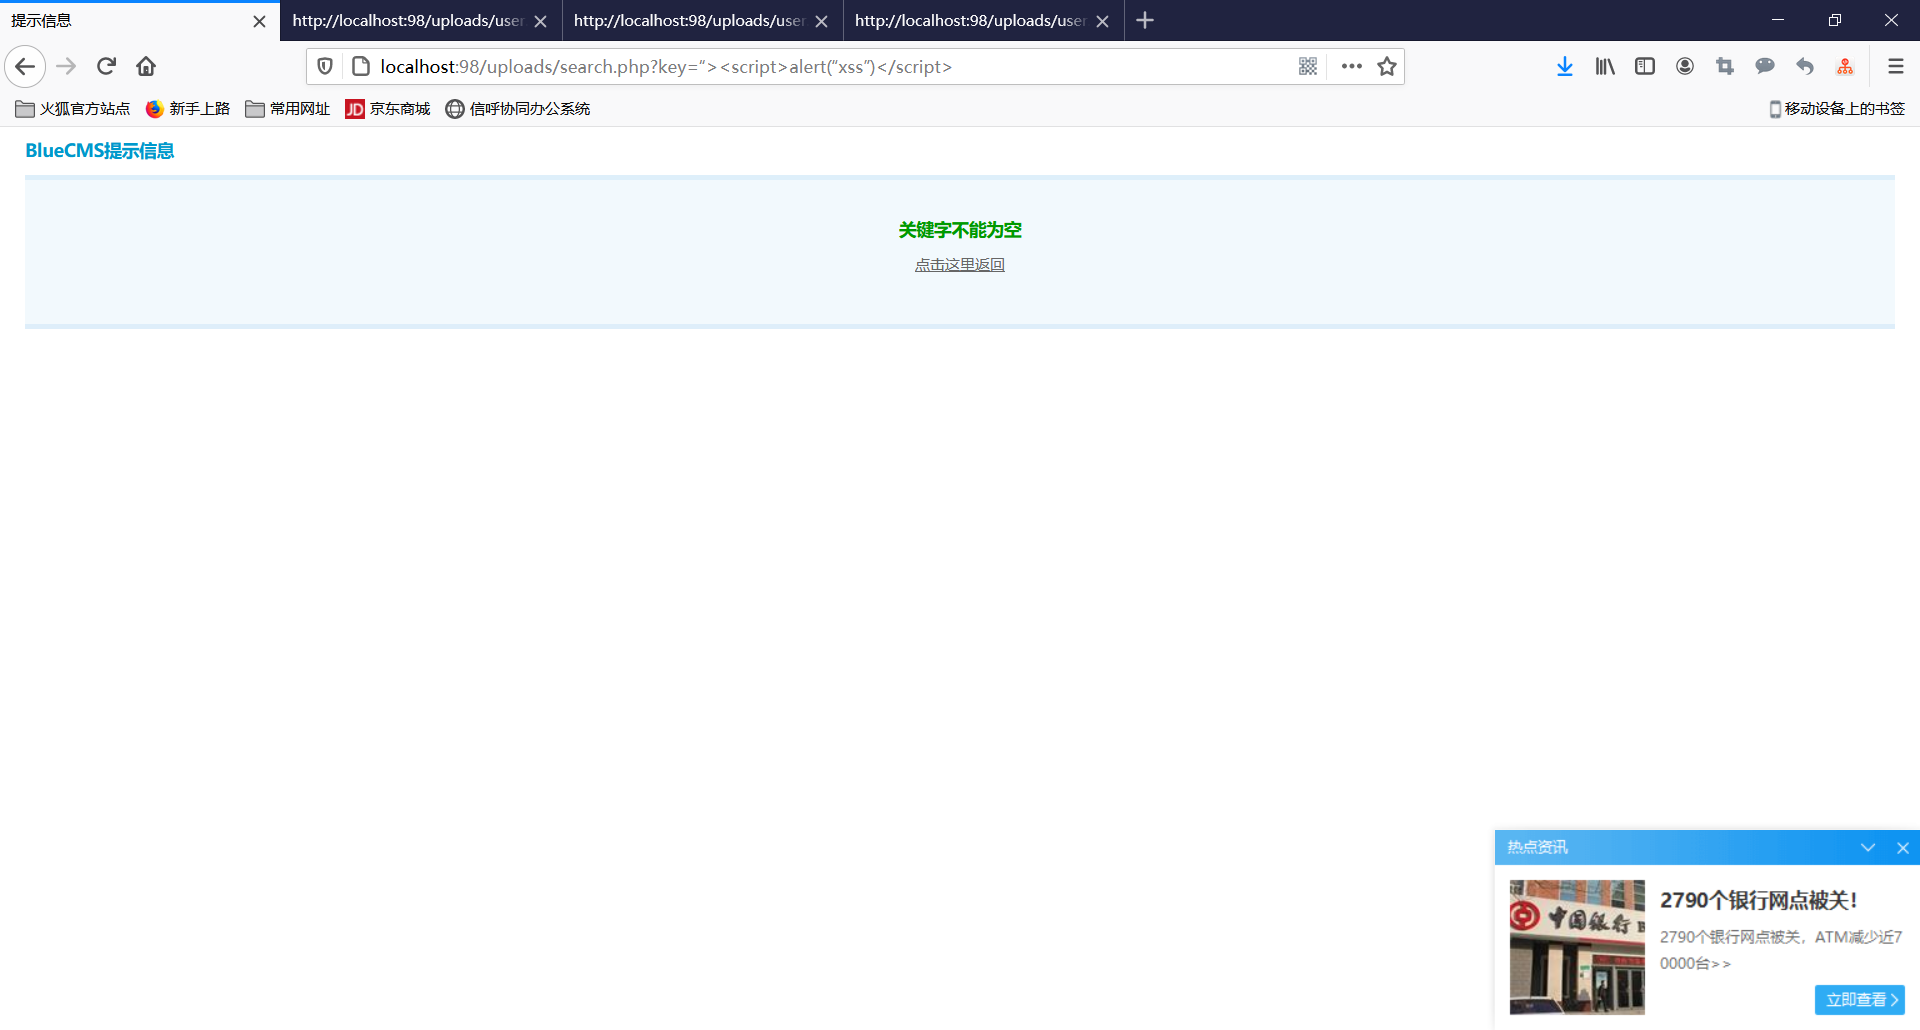 提示信息
http://localhost:98/uploads/user
http://localhost:98/uploads/user
http://localhost:98/uploads/user
localhost:98/uploads/search.php?key=“><script>alert(“xss”)</script>
火狐官方站点
新手上路
常用网址
JD 京东商城
信呼协同办公系统
移动设备上的书签
BlueCMS提示信息
关键字不能为空
点击这里返回
热点资讯
中国银行
2790个银行网点被关！
2790个银行网点被关，ATM减少近7
0000台>>
立即查看